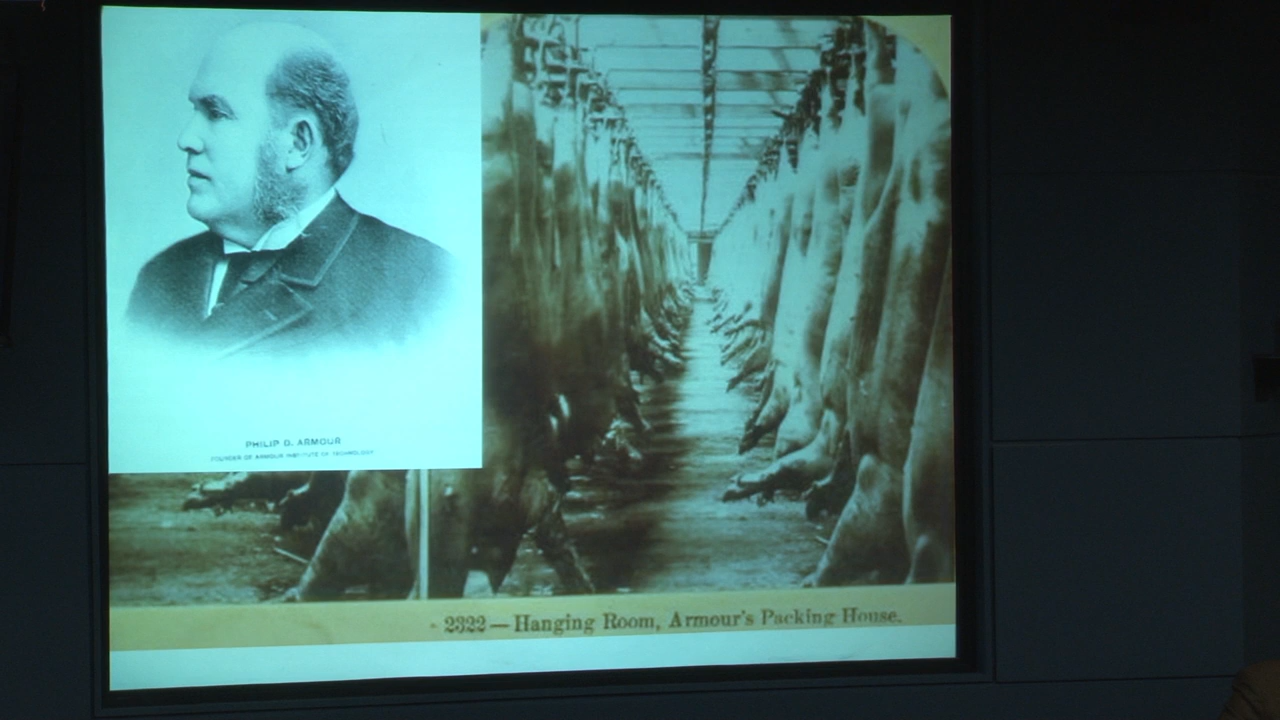 PHILIP D. ARMOUR
FOUNDER OF ARMOUR INSTITUTE OF TECHNOLOGY
2322 — Hanging Room, Armour's Packing House.